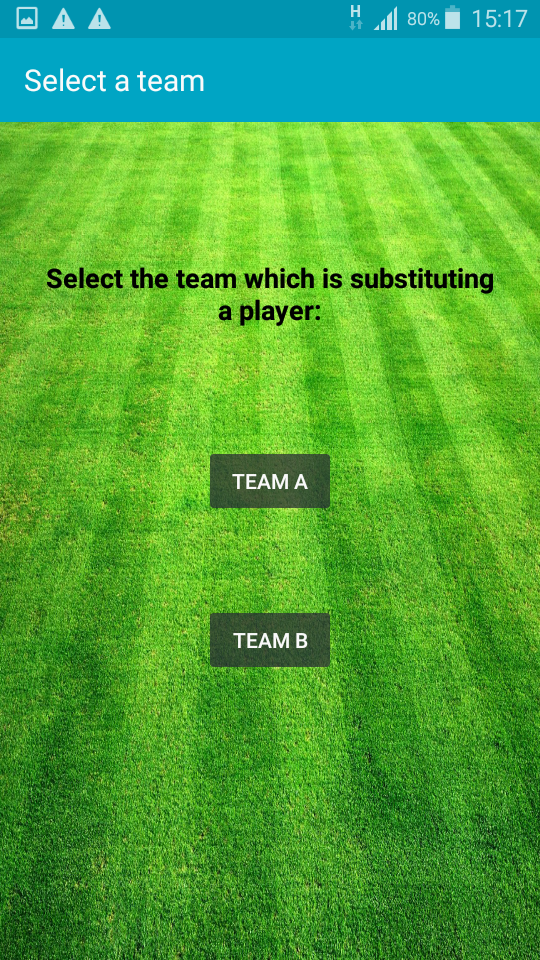 H 80% 15:17
Select a team
Select the team which is substituting
a player:
TEAM A
TEAM B